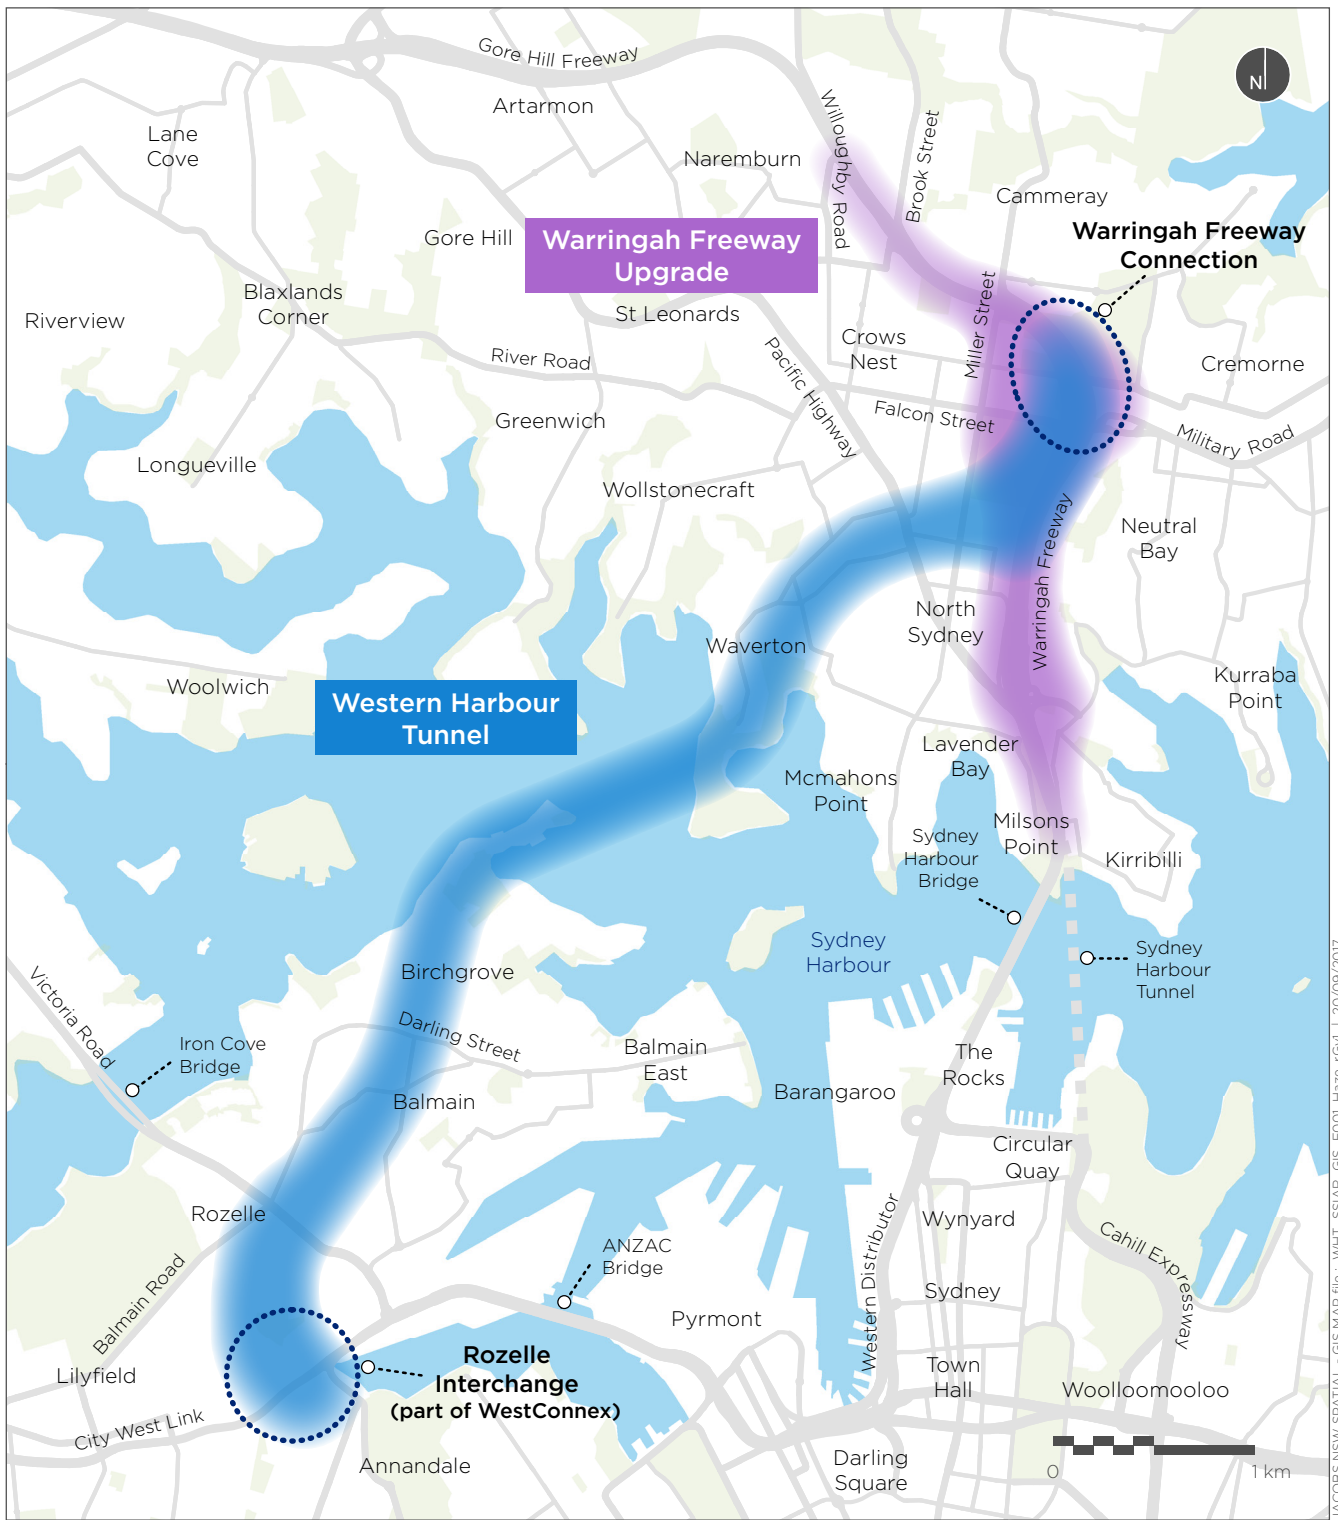 Gore Hill Freeway
Artarmon
N
Lane
Cove
Willoughby Road
Brook Street
Naremburn
Cammeray
Warringah Freeway
Connection
Gore Hill
Warringah Freeway
Upgrade
Blaxlands
Corner
Riverview
St Leonards
Miller Street
Crows
Nest
River Road
Pacific Highway
Cremorne
Greenwich
Falcon Street
Military Road
Longueville
Wollstonecraft
Warringah Freeway
Neutral
Bay
North
Sydney
Waverton
Woolwich
Kurraba
Point
Western Harbour
Tunnel
Lavender
Bay
Mcmahons
Point
Milsons
Point
Sydney
Harbour
Bridge
Kirribilli
Sydney
Harbour
Sydney
Harbour
Tunnel
Birchgrove
Victoria Road
Darling Street
Iron Cove
Bridge
Balmain
East
The
Rocks
Barangaroo
Balmain
Circular
Quay
Rozelle
Wynyard
Western Distributor
Cahill Expressway
ANZAC
Bridge
Balmain Road
Sydney
Pyrmont
Lilyfield
Rozelle
Interchange
(part of WestConnex)
Town
Hall
Woolloomooloo
City West Link
Annandale
Darling
Square
0
1 km